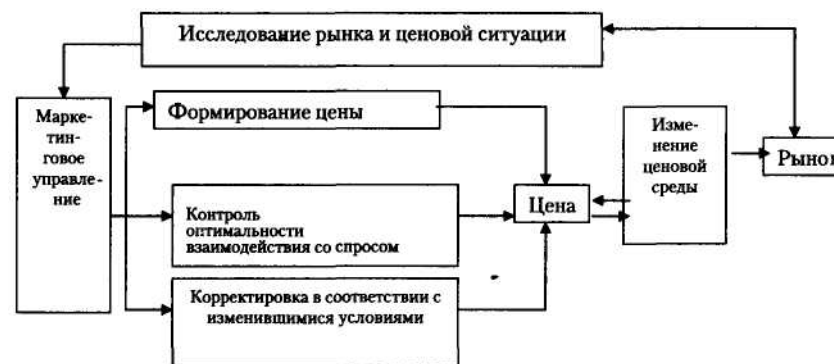 Исследование рынка и ценовой ситуации
Марке-
тин-
гового
управле-
ние
Формирование цены
Контроль
оптимальности
взаимодействия со спросом
Корректировка в соответствии с
изменившимися условиями
Цена
Изме-
нение
ценовой
среды
Рынок